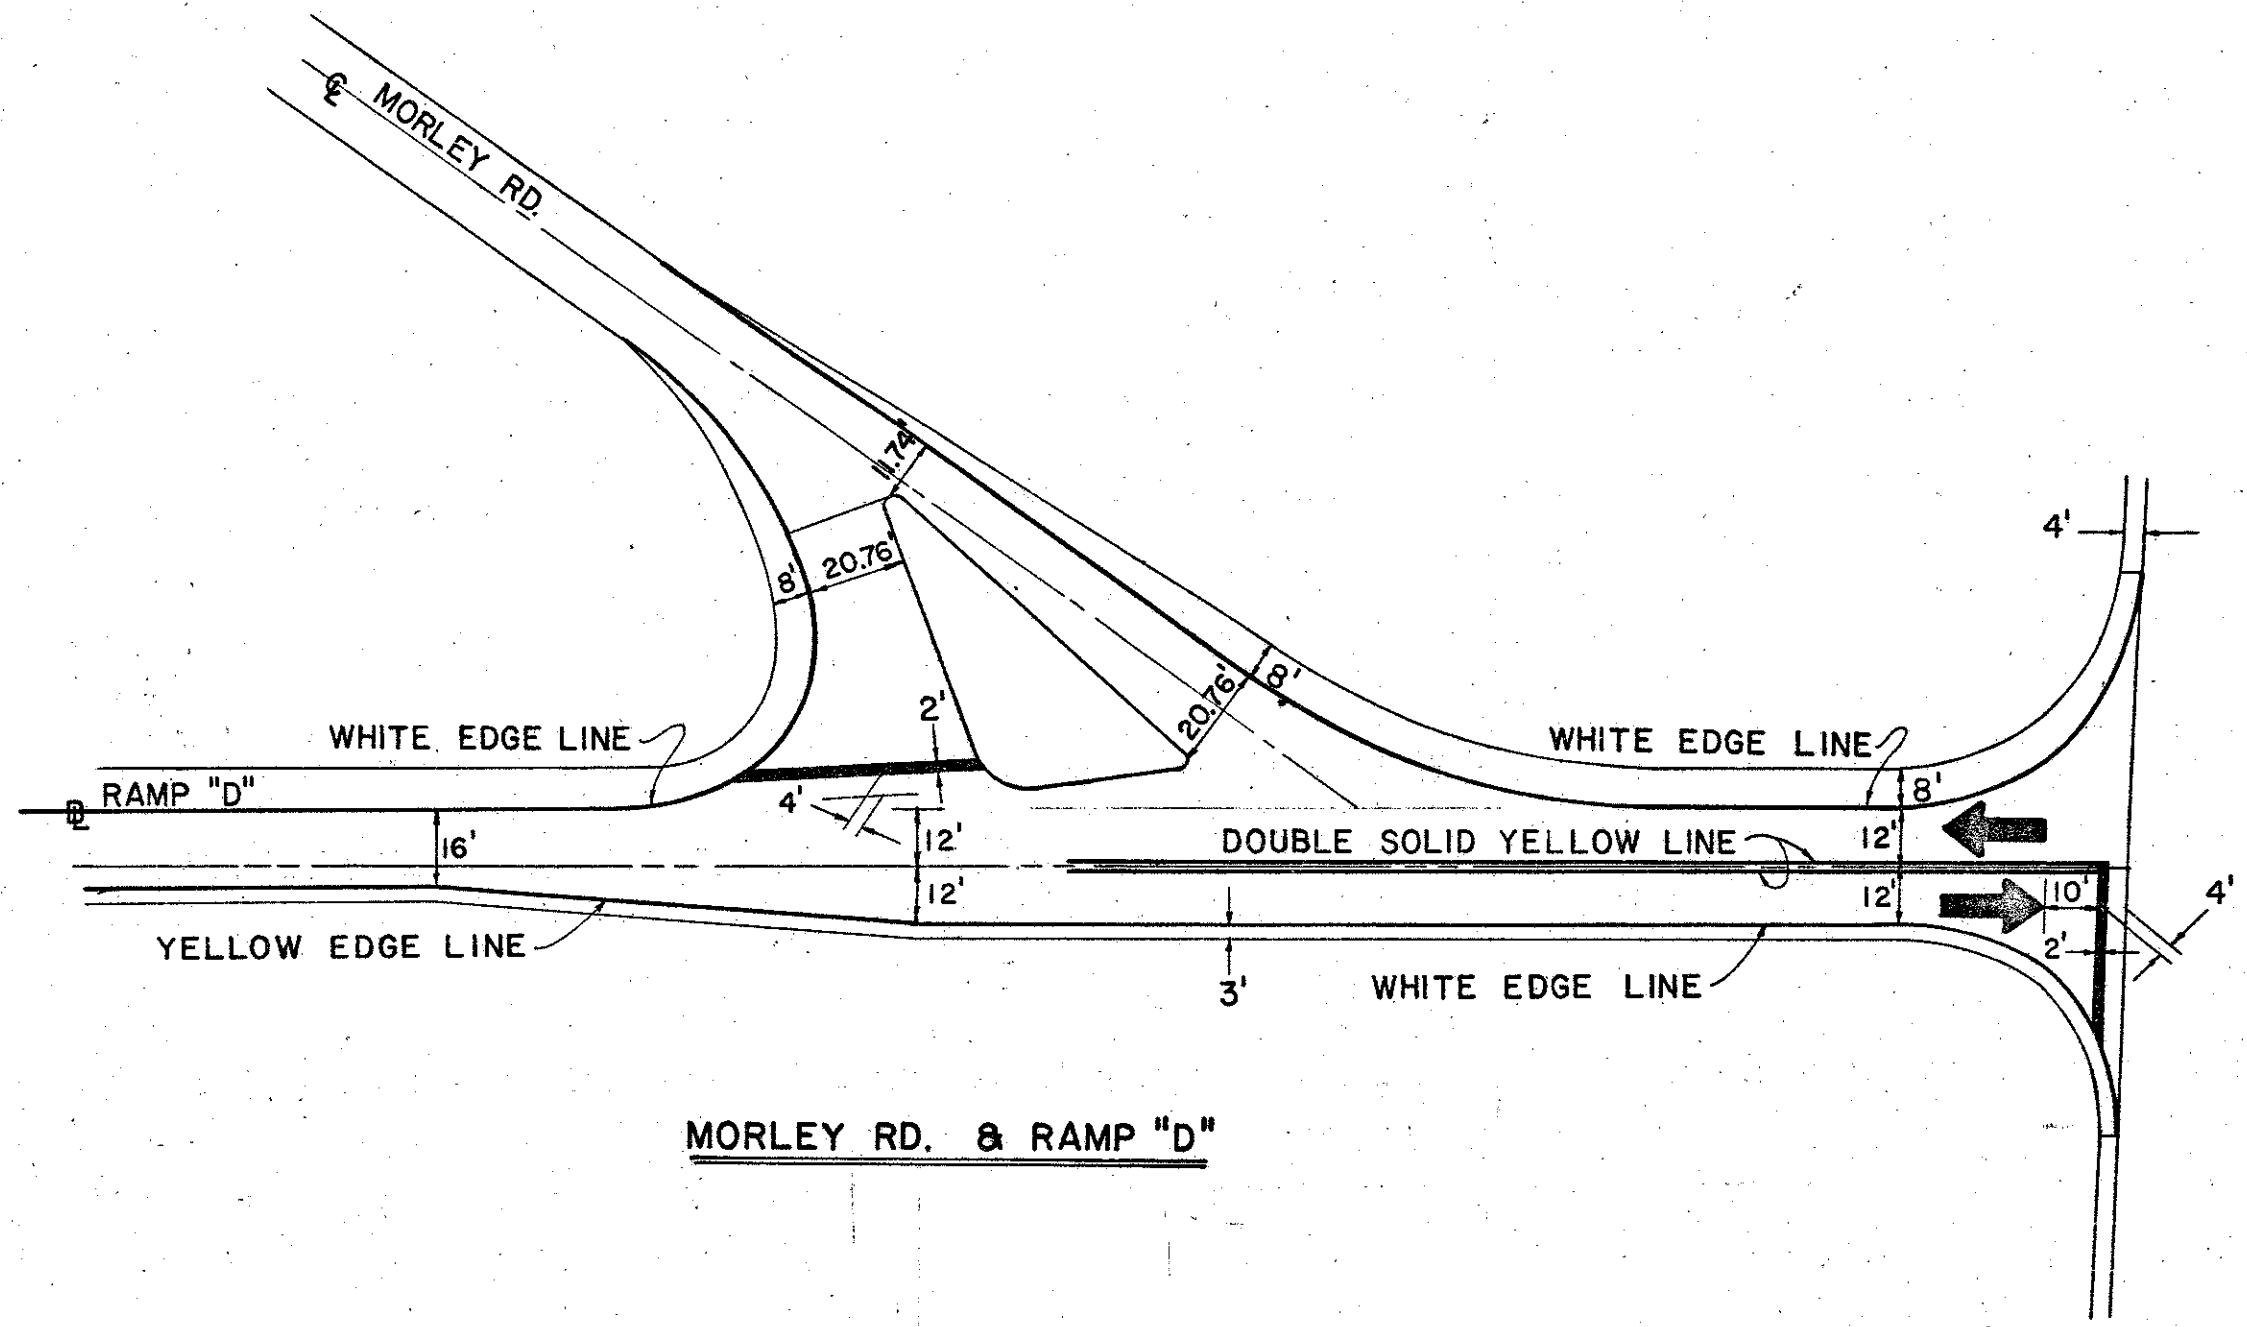 ℄ MORLEY RD.
11.74'
4'
8' 20.76'
20.76' 8'
2'
WHITE EDGE LINE
WHITE EDGE LINE
RAMP "D"
8'
4'
16'
12'
DOUBLE SOLID YELLOW LINE
12'
12'
12'
10'
4'
YELLOW EDGE LINE
2'
3'
WHITE EDGE LINE
MORLEY RD. & RAMP "D"